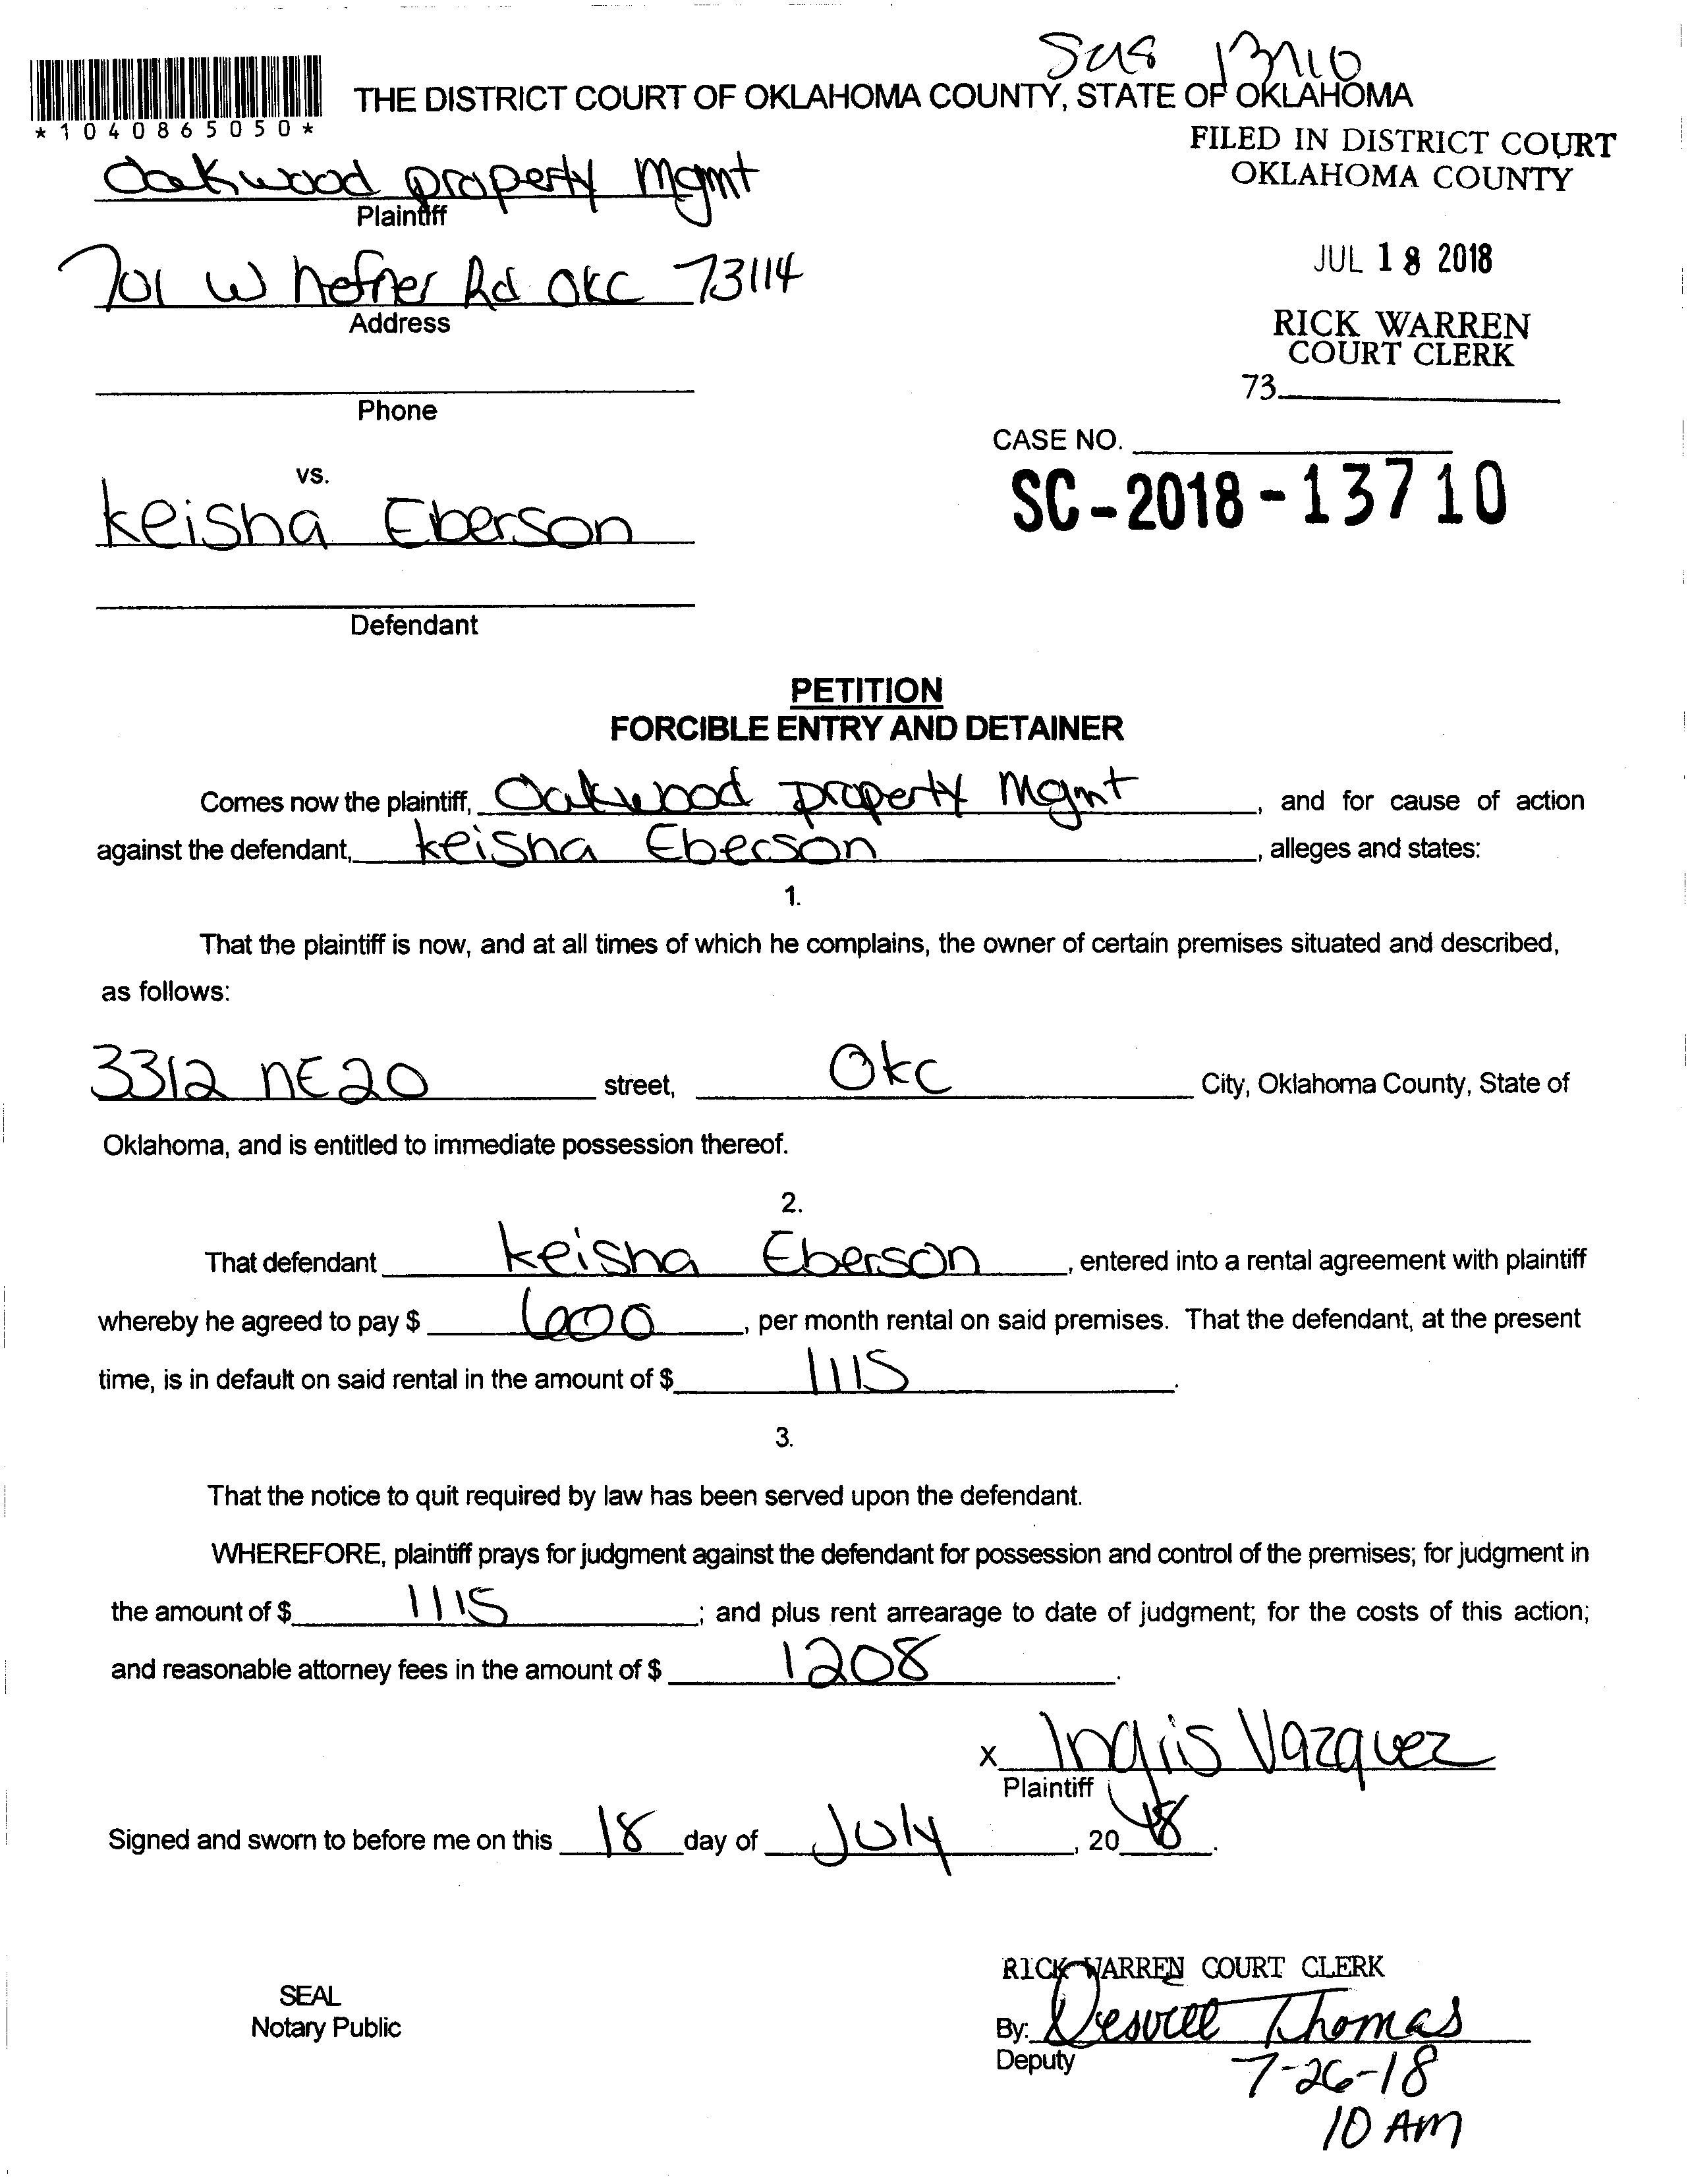 13710
THE DISTRICT COURT OF OKLAHOMA COUNTY, STATE OF OKLAHOMA
*1040865050*
FILED IN DISTRICT COURT
OKLAHOMA COUNTY
Oakwood property Mgmt
Plaintiff
JUL 18 2018
701 W hefner Rd OKC 73114
Address
RICK WARREN
COURT CLERK
73
Phone
CASE NO.
SC-2018-13710
vs.
Keisha Eberson
Defendant
PETITION
FORCIBLE ENTRY AND DETAINER
Comes now the plaintiff, Oakwood property Mgmt, and for cause of action
against the defendant, Keisha Eberson, alleges and states:
1.
That the plaintiff is now, and at all times of which he complains, the owner of certain premises situated and described,
as follows:
3312 NE 20 street, OKC City, Oklahoma County, State of
Oklahoma, and is entitled to immediate possession thereof.
2.
That defendant Keisha Eberson, entered into a rental agreement with plaintiff
whereby he agreed to pay $ 600, per month rental on said premises. That the defendant, at the present
time, is in default on said rental in the amount of $ 1115.
3.
That the notice to quit required by law has been served upon the defendant.
WHEREFORE, plaintiff prays for judgment against the defendant for possession and control of the premises; for judgment in
the amount of $ 1115; and plus rent arrearage to date of judgment; for the costs of this action;
and reasonable attorney fees in the amount of $ 1208.
x Ingris Vazquez
Plaintiff
Signed and sworn to before me on this 18 day of July, 20 18.
RICK WARREN COURT CLERK
SEAL
Notary Public
By: Thomas
Deputy
7-26-18
10 AM